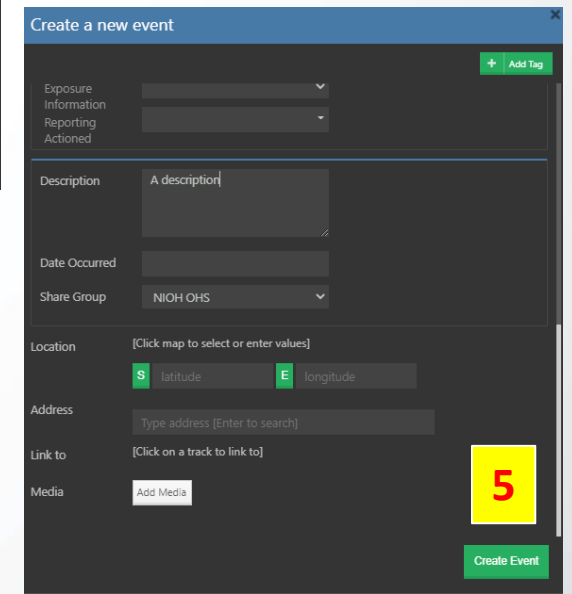 Create a new event
×
+ Add Tag
Exposure
Information
Reporting
Actioned
Description A description
Date Occurred
Share Group NIOH OHS
Location [Click map to select or enter values]
S latitude E longitude
Address
Type address [Enter to search]
Link to [Click on a track to link to]
Media Add Media
5
Create Event